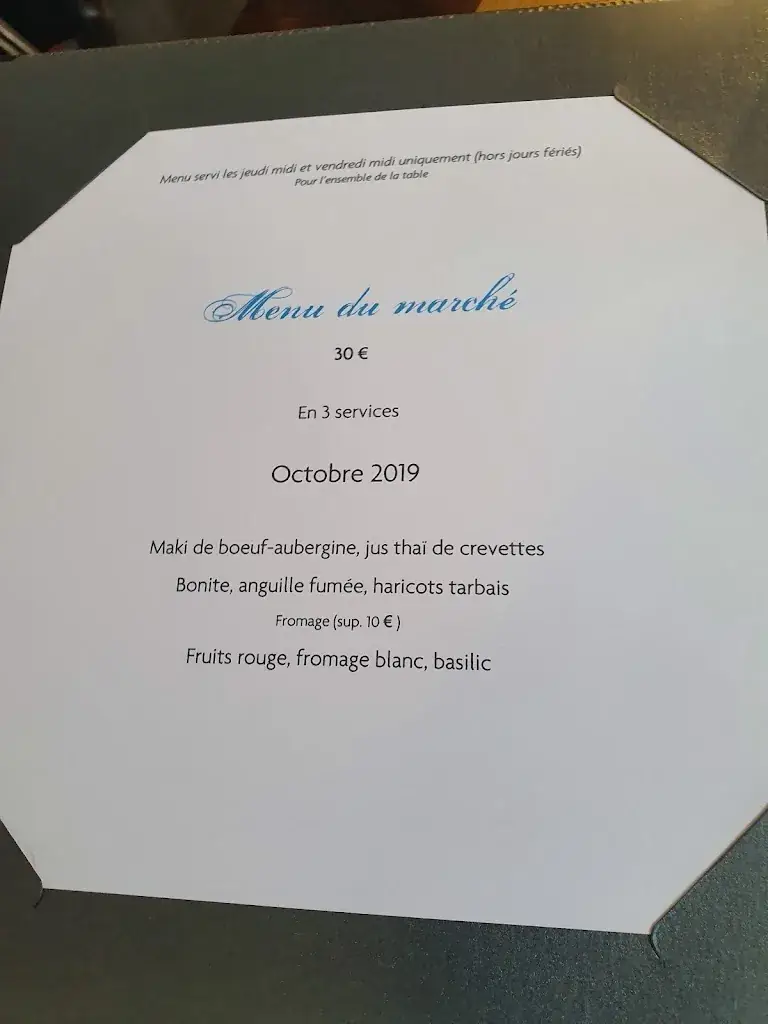 Menu servi les jeudi midi et vendredi midi uniquement (hors jours fériés)
Pour l'ensemble de la table
Menu du marché
30 €
En 3 services
Octobre 2019
Maki de boeuf-aubergine, jus thaï de crevettes
Bonite, anguille fumée, haricots tarbais
Fromage (sup. 10 € )
Fruits rouge, fromage blanc, basilic